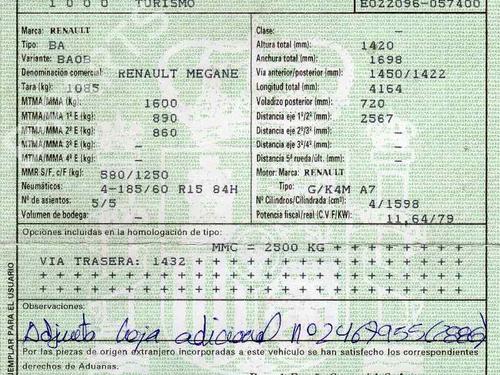 1000 TURISMO E022096-057400
Marca: RENAULT Clase: —
Tipo: BA Altura total (mm): 1420
Variante: BA0B Anchura total (mm): 1698
Denominación comercial RENAULT MEGANE Vía anterior/posterior (mm): 1450/1422
Tara (kg): 1085 Longitud total (mm): 4164
MTMA/MMA (Kg): 1600 Voladizo posterior (mm): 720
MTMA/MMA 1º E (kg): 890 Distancia eje 1º/2º (mm): 2567
MTMA/MMA 2º E (kg): 860 Distancia eje 2º/3º (mm): —
MTMA/MMA 3º E (kg): — Distancia eje 3º/4º (mm): —
MTMA/MMA 4º E (kg): — Distancia 5ª rueda/últ. (mm): —
MMR S/F, c/F (kg): 580/1250 Motor: Marca: RENAULT
Neumáticos: 4-185/60 R15 84H Tipo: G/K4M A7
Nº de asientos: 5/5 Nº Cilindros/Cilindrada (cm³): 4/1598
Volumen de bodega: — Potencia fiscal/real (C.V.F/KW): 11,64/79
Opciones incluidas en la homologación de tipo:
MMC = 2500 KG + + + + + + + + +
VIA TRASERA: 1432 + + + + + + + + + + + + + + +
+ + + + + + + + + + + + + + + + + + + + + + + +
+ + + + + + + + + + + + + + + + + + + + + + + +
Observaciones:
Adjunto hoja adicional nº
Por las piezas de origen extranjero incorporadas a este vehículo se han satisfecho los correspondientes
derechos de Aduanas.
EJEMPLAR PARA EL USUARIO